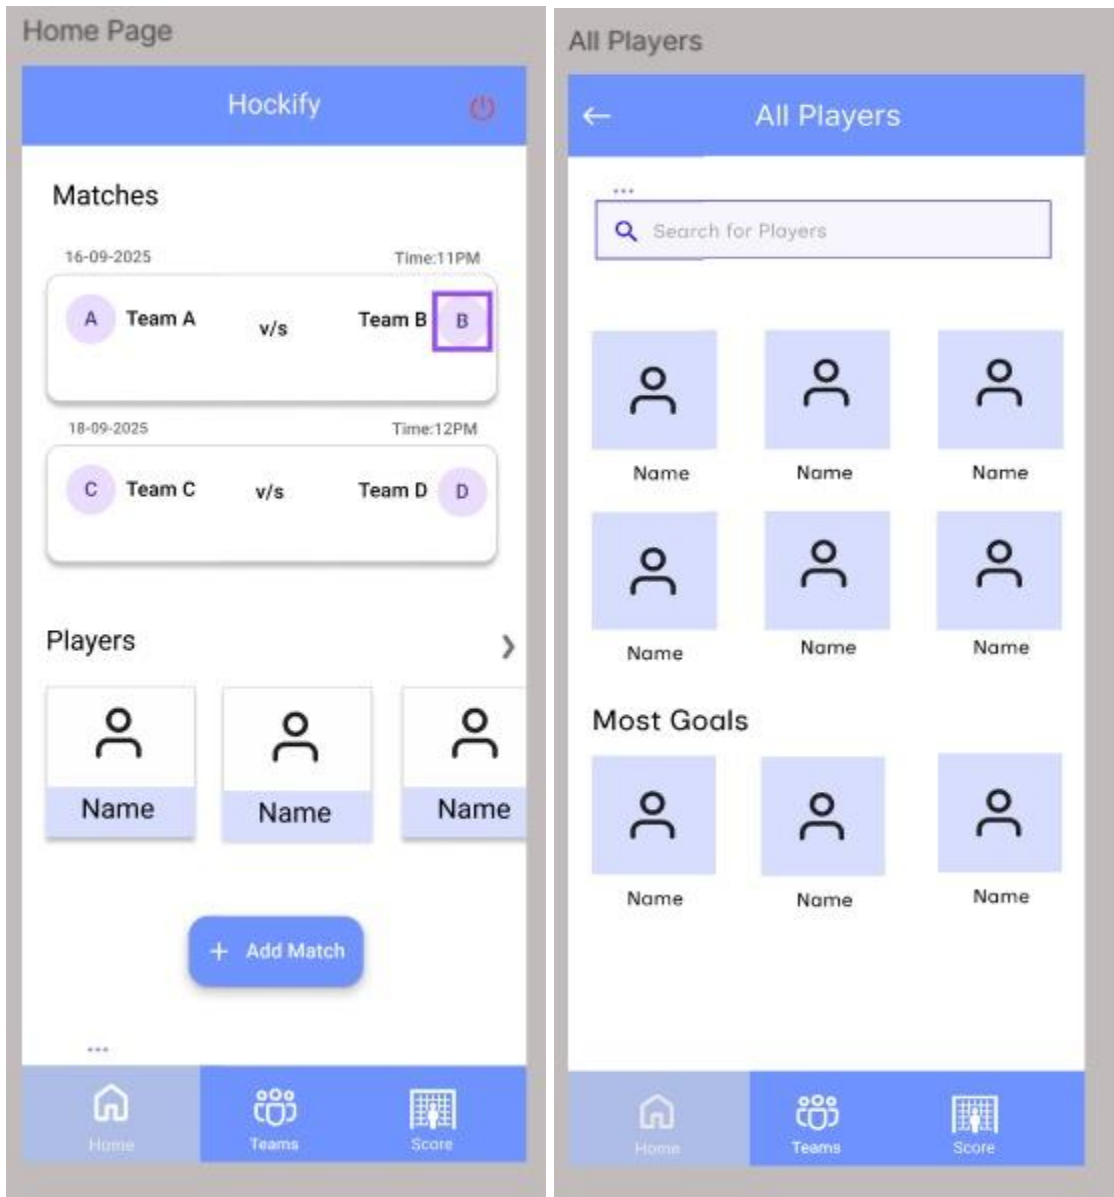 Home Page
Hockify
Matches
16-09-2025 Time:11PM
A Team A v/s Team B B
18-09-2025 Time:12PM
C Team C v/s Team D D
Players
Name Name Name
+ Add Match
...
Home Teams Score
All Players
All Players
...
Search for Players
Name Name Name
Name Name Name
Most Goals
Name Name Name
Home Teams Score